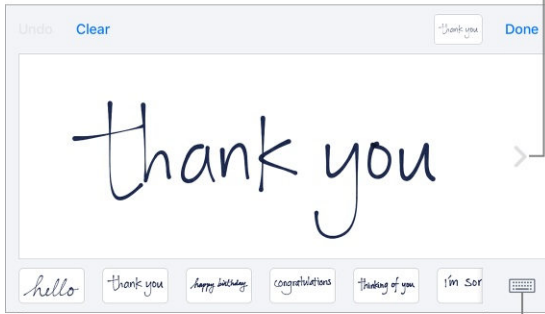 Undo Clear thank you Done
thank you
hello thank you happy birthday congratulations thinking of you I'm sor